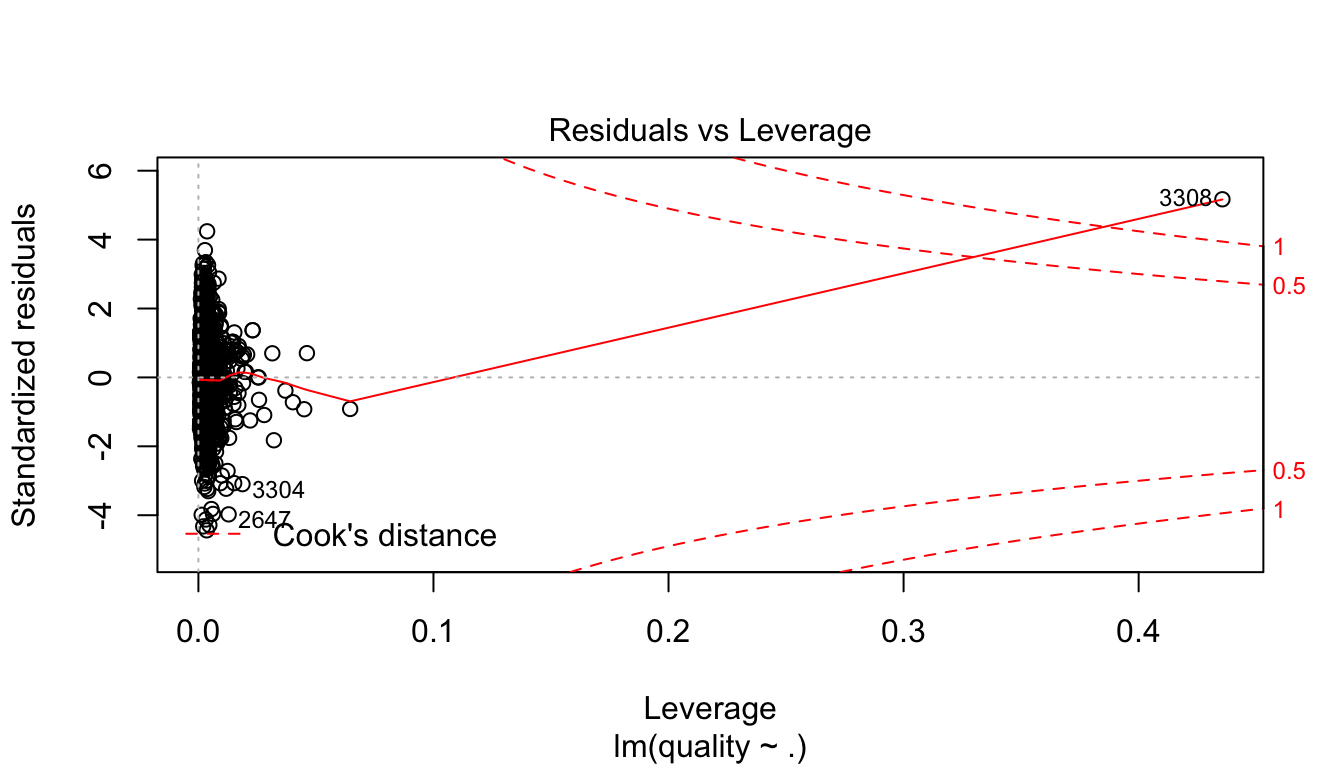 Residuals vs Leverage
Standardized residuals
6
4
2
0
-2
-4
3308
1
0.5
0.5
1
3304
2647
Cook's distance
0.0 0.1 0.2 0.3 0.4
Leverage
lm(quality ~ .)